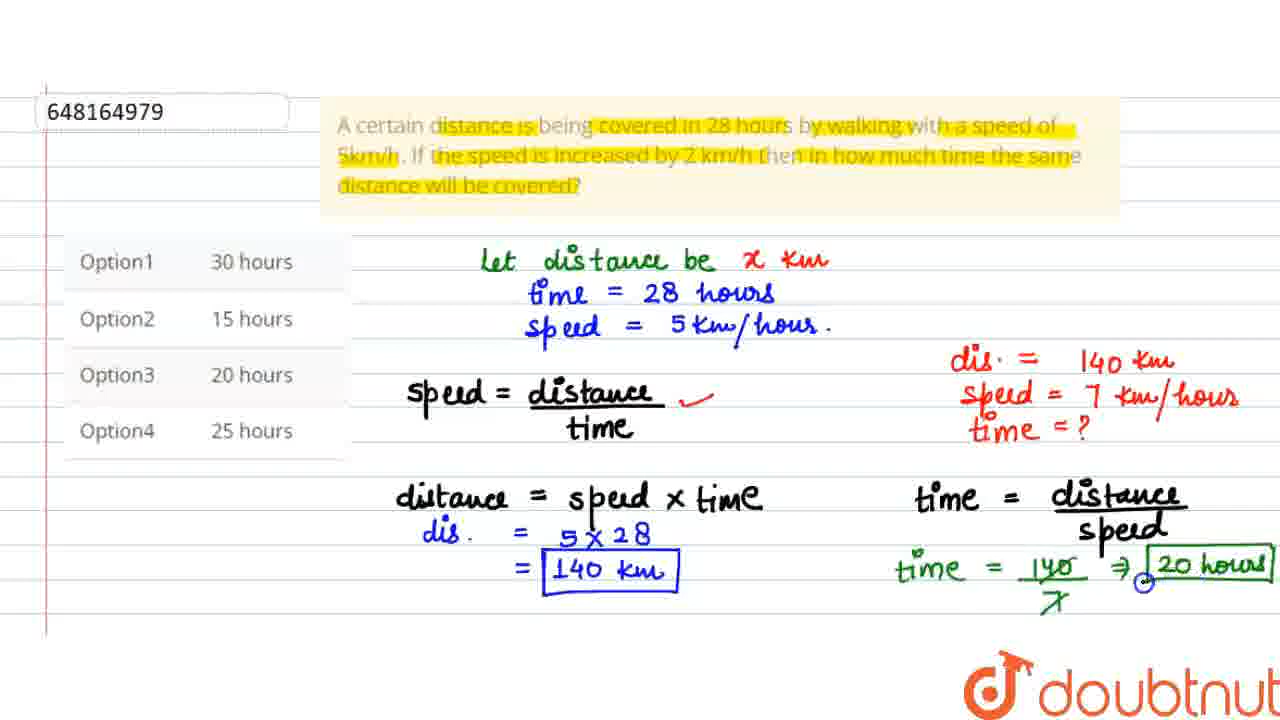 648164979
A certain distance is being covered in 28 hours by walking with a speed of
5km/h. If the speed is increased by 2 km/h then in how much time the same
distance will be covered?
Option1 30 hours
Option2 15 hours
Option3 20 hours
Option4 25 hours
Let distance be x km
time = 28 hours
speed = 5 km/hour.
speed = distance/time
distance = speed × time
dis. = 5 × 28
= 140 km
dis. = 140 km
speed = 7 km/hour
time = ?
time = distance/speed
time = 140/7 ⇒ 20 hours
doubtnut